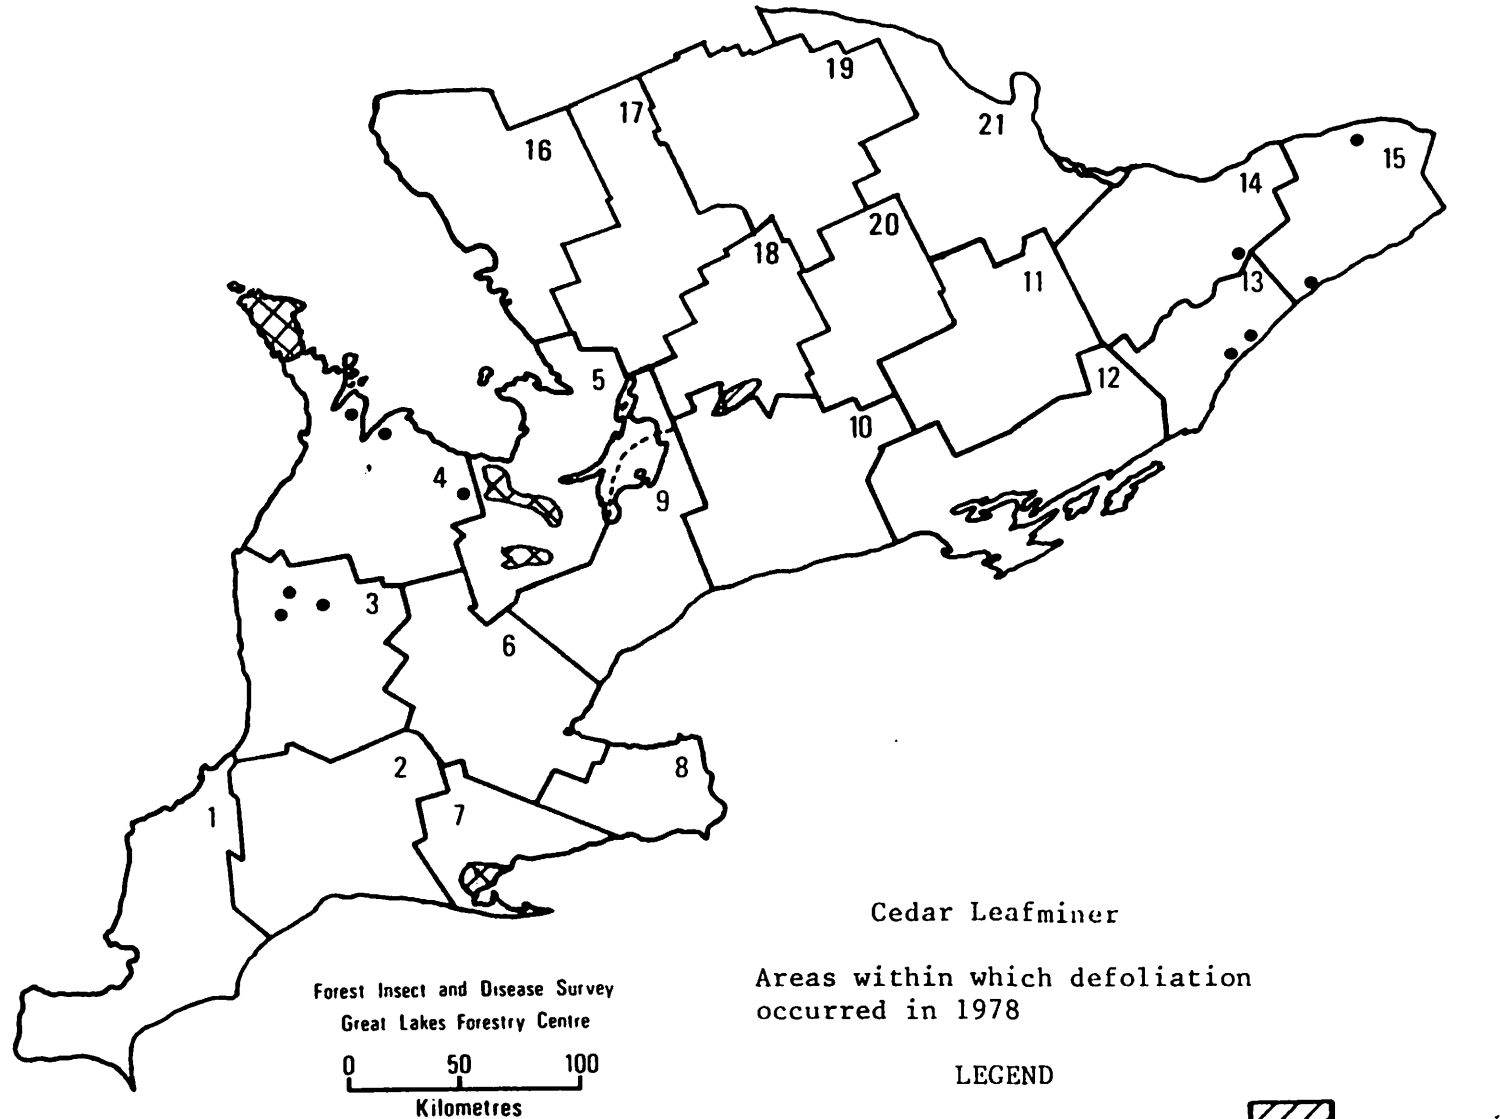 19
17
21
16
15
14
20
18
11
13
5
12
10
4
9
3
6
2
8
7
1
Cedar Leafminer
Areas within which defoliation
occurred in 1978
LEGEND
Forest Insect and Disease Survey
Great Lakes Forestry Centre
0 50 100
Kilometres